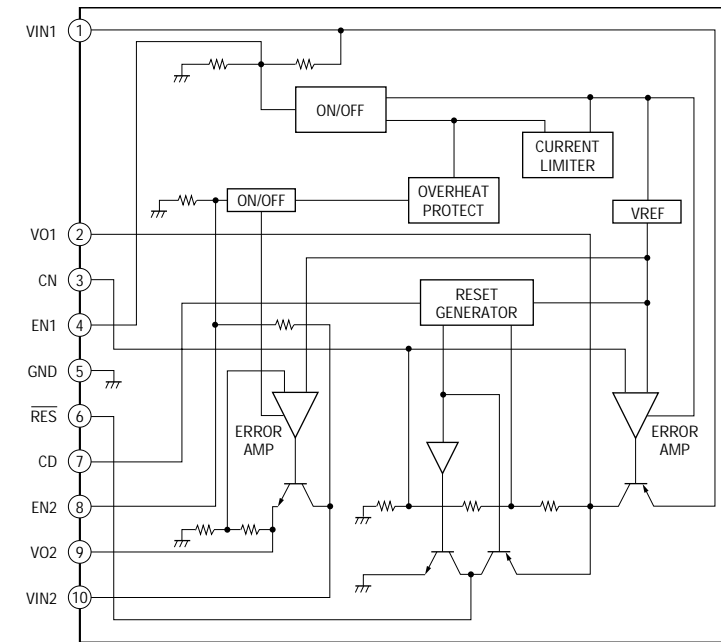 VIN1 1
ON/OFF
CURRENT
LIMITER
OVERHEAT
PROTECT
ON/OFF
VREF
VO1 2
CN 3
RESET
GENERATOR
EN1 4
GND 5
RES 6
ERROR
AMP
ERROR
AMP
CD 7
EN2 8
VO2 9
VIN2 10